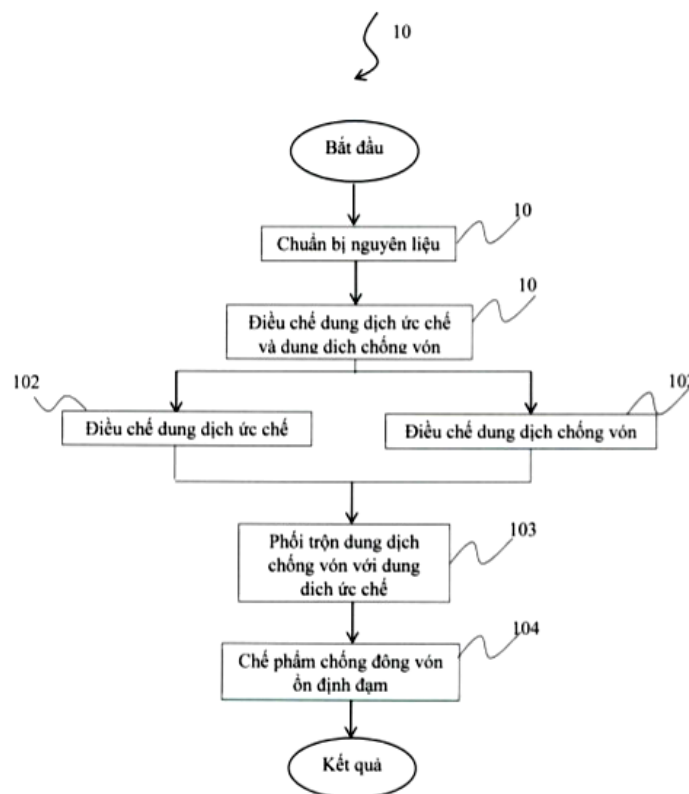 10
Bắt đầu
10
Chuẩn bị nguyên liệu
10
Điều chế dung dịch ức chế
và dung dịch chống vón
102
Điều chế dung dịch ức chế
Điều chế dung dịch chống vón
Phối trộn dung dịch
chống vón với dung
dịch ức chế
103
Chế phẩm chống đông vón
ổn định đạm
104
Kết quả